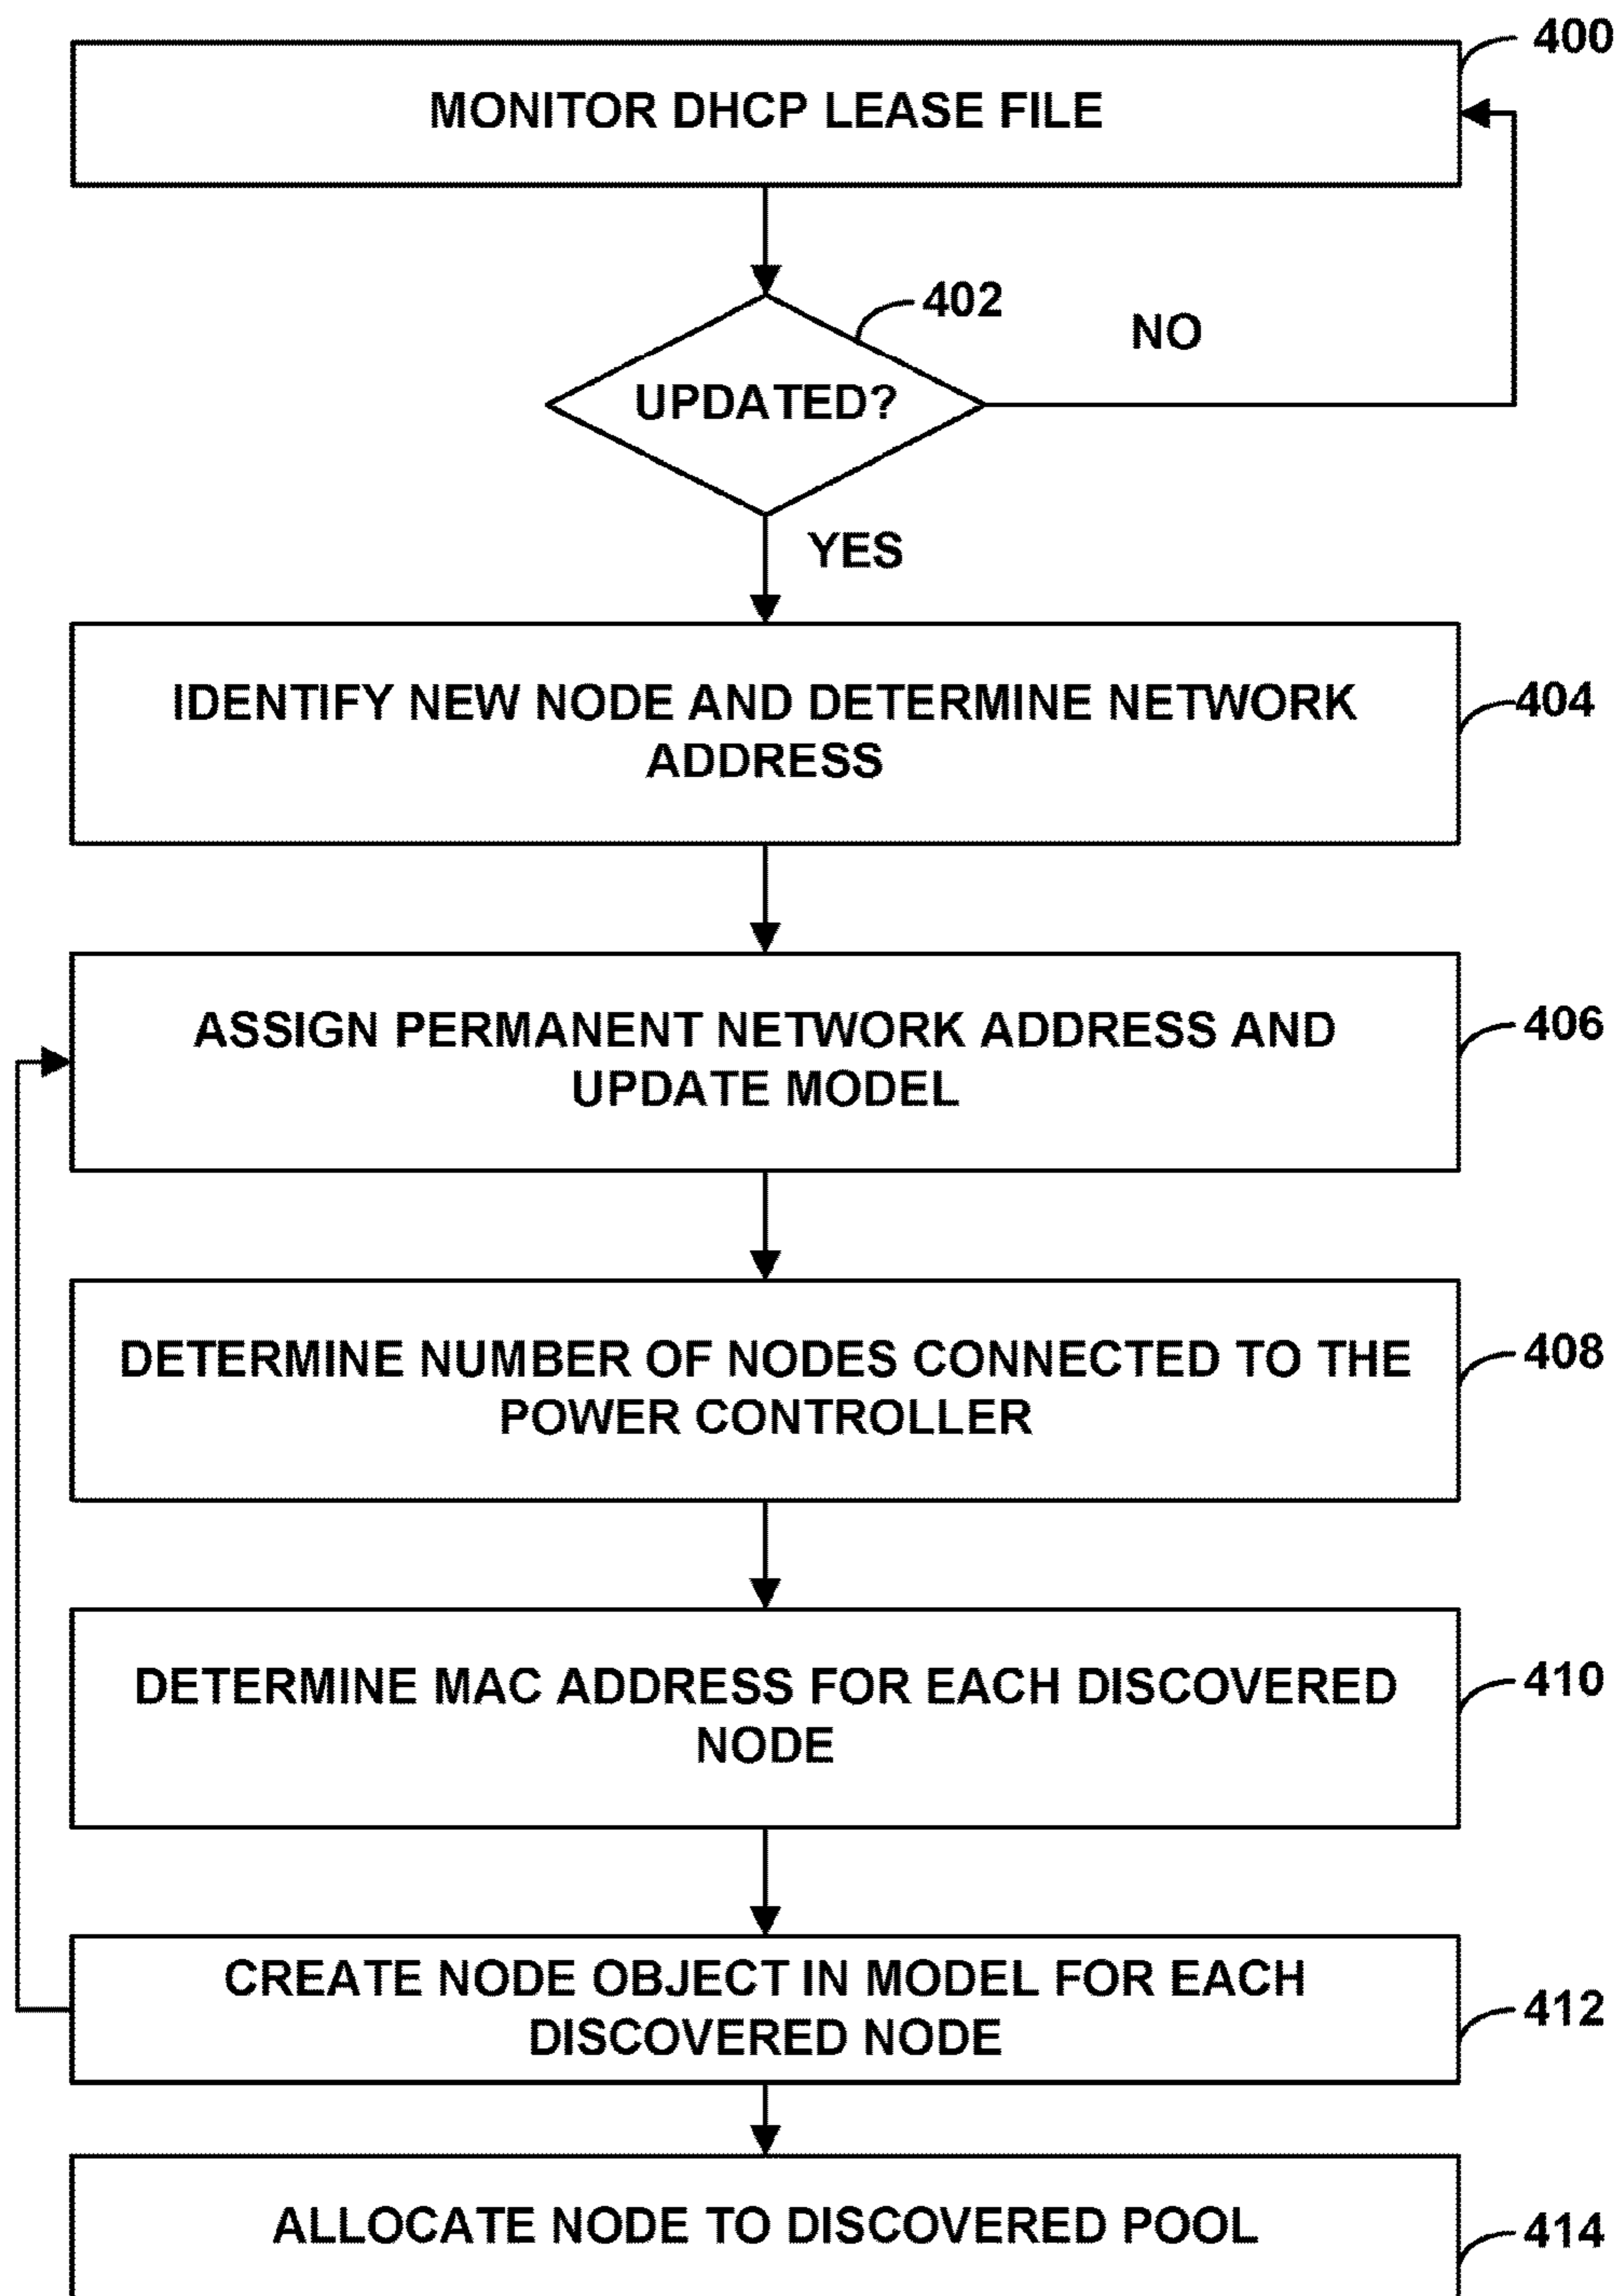 400
MONITOR DHCP LEASE FILE
402
NO
UPDATED?
YES
IDENTIFY NEW NODE AND DETERMINE NETWORK
ADDRESS
404
ASSIGN PERMANENT NETWORK ADDRESS AND
UPDATE MODEL
406
DETERMINE NUMBER OF NODES CONNECTED TO THE
POWER CONTROLLER
408
DETERMINE MAC ADDRESS FOR EACH DISCOVERED
NODE
410
CREATE NODE OBJECT IN MODEL FOR EACH
DISCOVERED NODE
412
ALLOCATE NODE TO DISCOVERED POOL
414